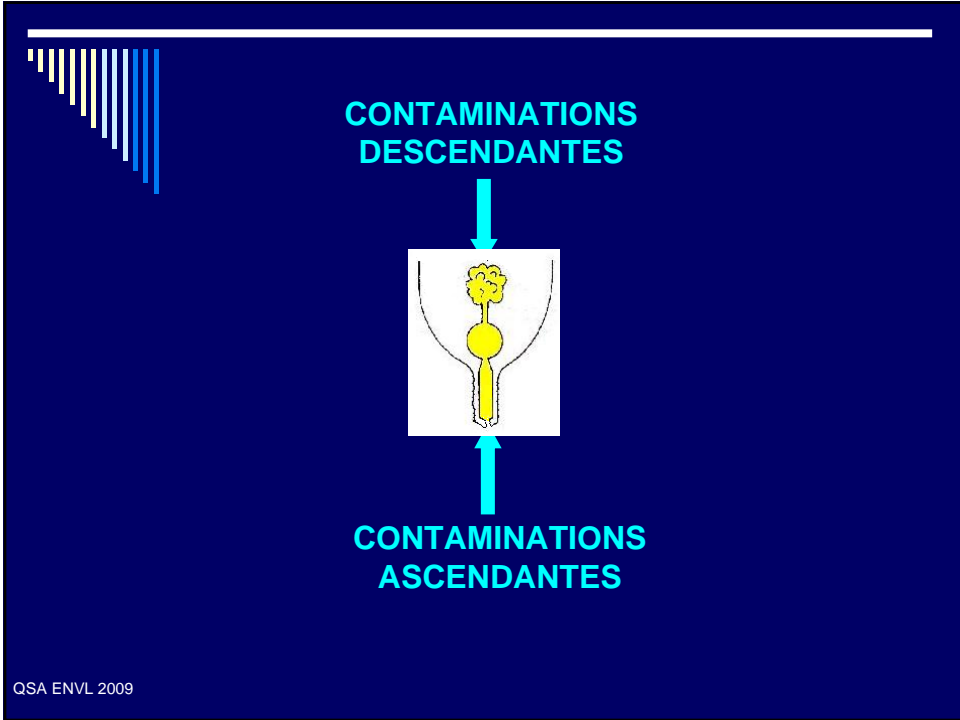 CONTAMINATIONS
DESCENDANTES
CONTAMINATIONS
ASCENDANTES
QSA ENVL 2009